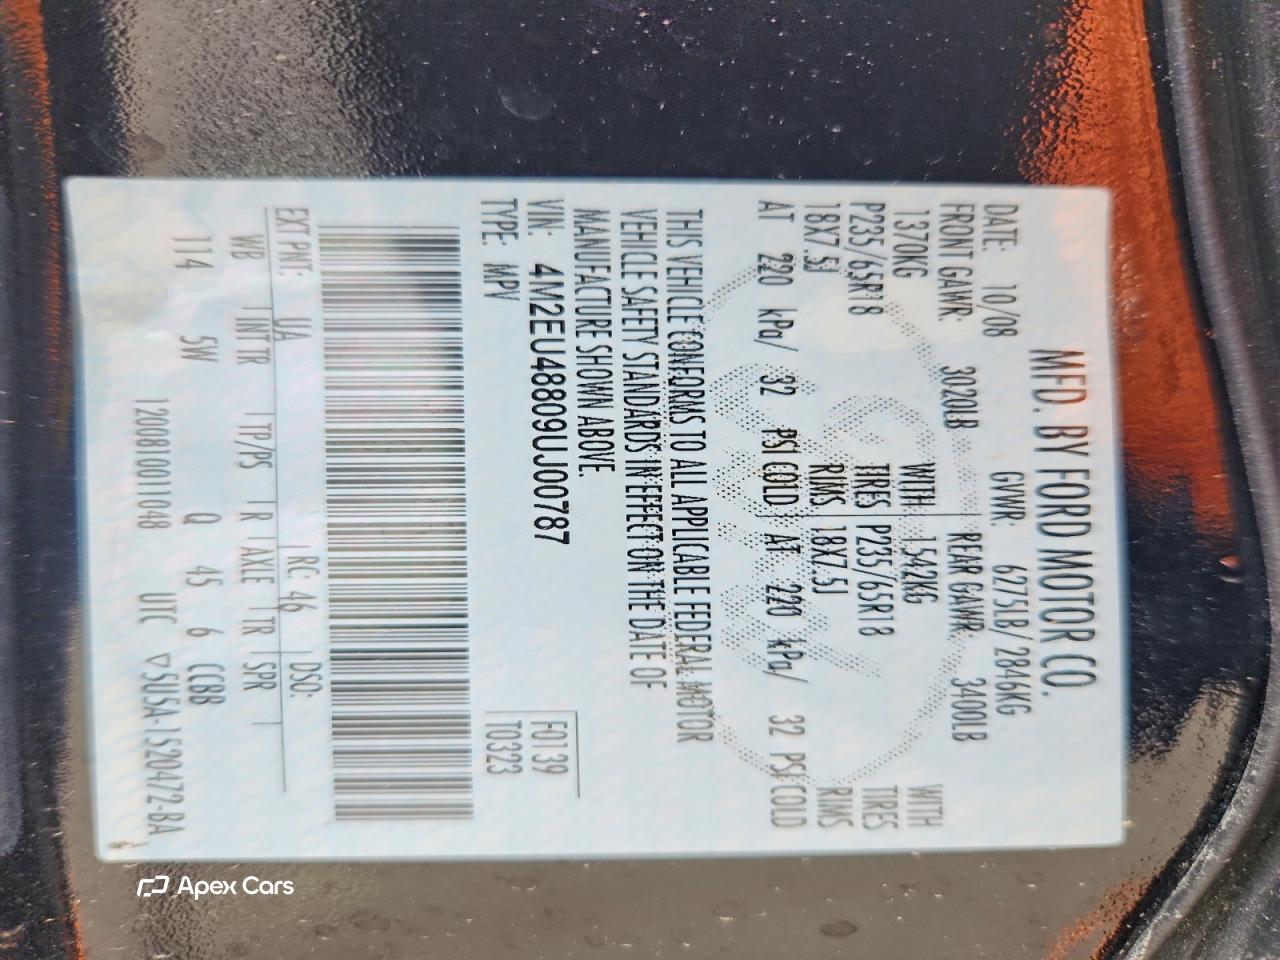 MFD. BY FORD MOTOR CO.
DATE: 10/08 GVWR: 6275LB/ 2846KG
FRONT GAWR: 3020LB REAR GAWR: 3400LB
1370KG WITH 1542KG WITH
P235/65R18 TIRES P235/65R18 TIRES
18X7.5J RIMS 18X7.5J RIMS
AT 220 kPa/ 32 PSI COLD AT 220 kPa/ 32 PSI COLD
THIS VEHICLE CONFORMS TO ALL APPLICABLE FEDERAL MOTOR
VEHICLE SAFETY STANDARDS IN EFFECT ON THE DATE OF
MANUFACTURE SHOWN ABOVE.
VIN: 4M2EU48809UJ00787 F0139
TYPE: MPV T0323
EXT PNT: UA RC: 46 DSO:
WB INT TR TP/PS R AXLE TR SPR
114 5W Q 45 6 CCBB
1200810011048 UTC ▽5U5A-1520472-BA
Apex Cars